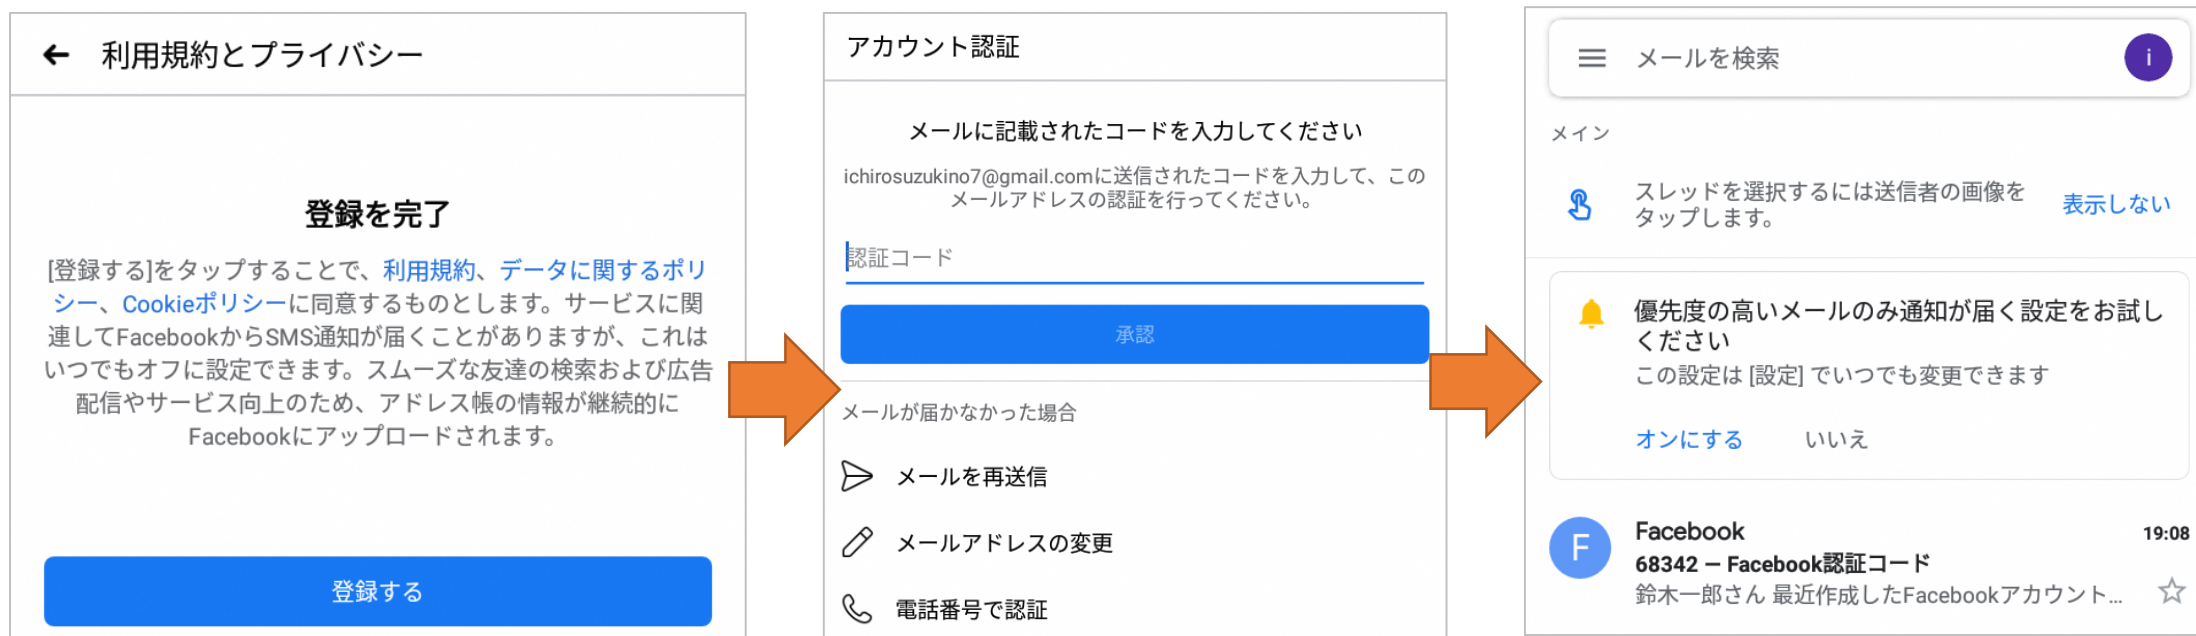 利用規約とプライバシー
登録を完了
[登録する]をタップすることで、利用規約、データに関するポリ
シー、Cookieポリシーに同意するものとします。サービスに関
連してFacebookからSMS通知が届くことがありますが、これは
いつでもオフに設定できます。スムーズな友達の検索および広告
配信やサービス向上のため、アドレス帳の情報が継続的に
Facebookにアップロードされます。
登録する
アカウント認証
メールに記載されたコードを入力してください
ichirosuzukino7@gmail.comに送信されたコードを入力して、この
メールアドレスの認証を行ってください。
認証コード
承認
メールが届かなかった場合
メールを再送信
メールアドレスの変更
電話番号で認証
メールを検索
i
メイン
スレッドを選択するには送信者の画像を
タップします。
表示しない
優先度の高いメールのみ通知が届く設定をお試し
ください
この設定は [設定] でいつでも変更できます
オンにする いいえ
F
Facebook 19:08
68342 – Facebook認証コード
鈴木一郎さん 最近作成したFacebookアカウント...